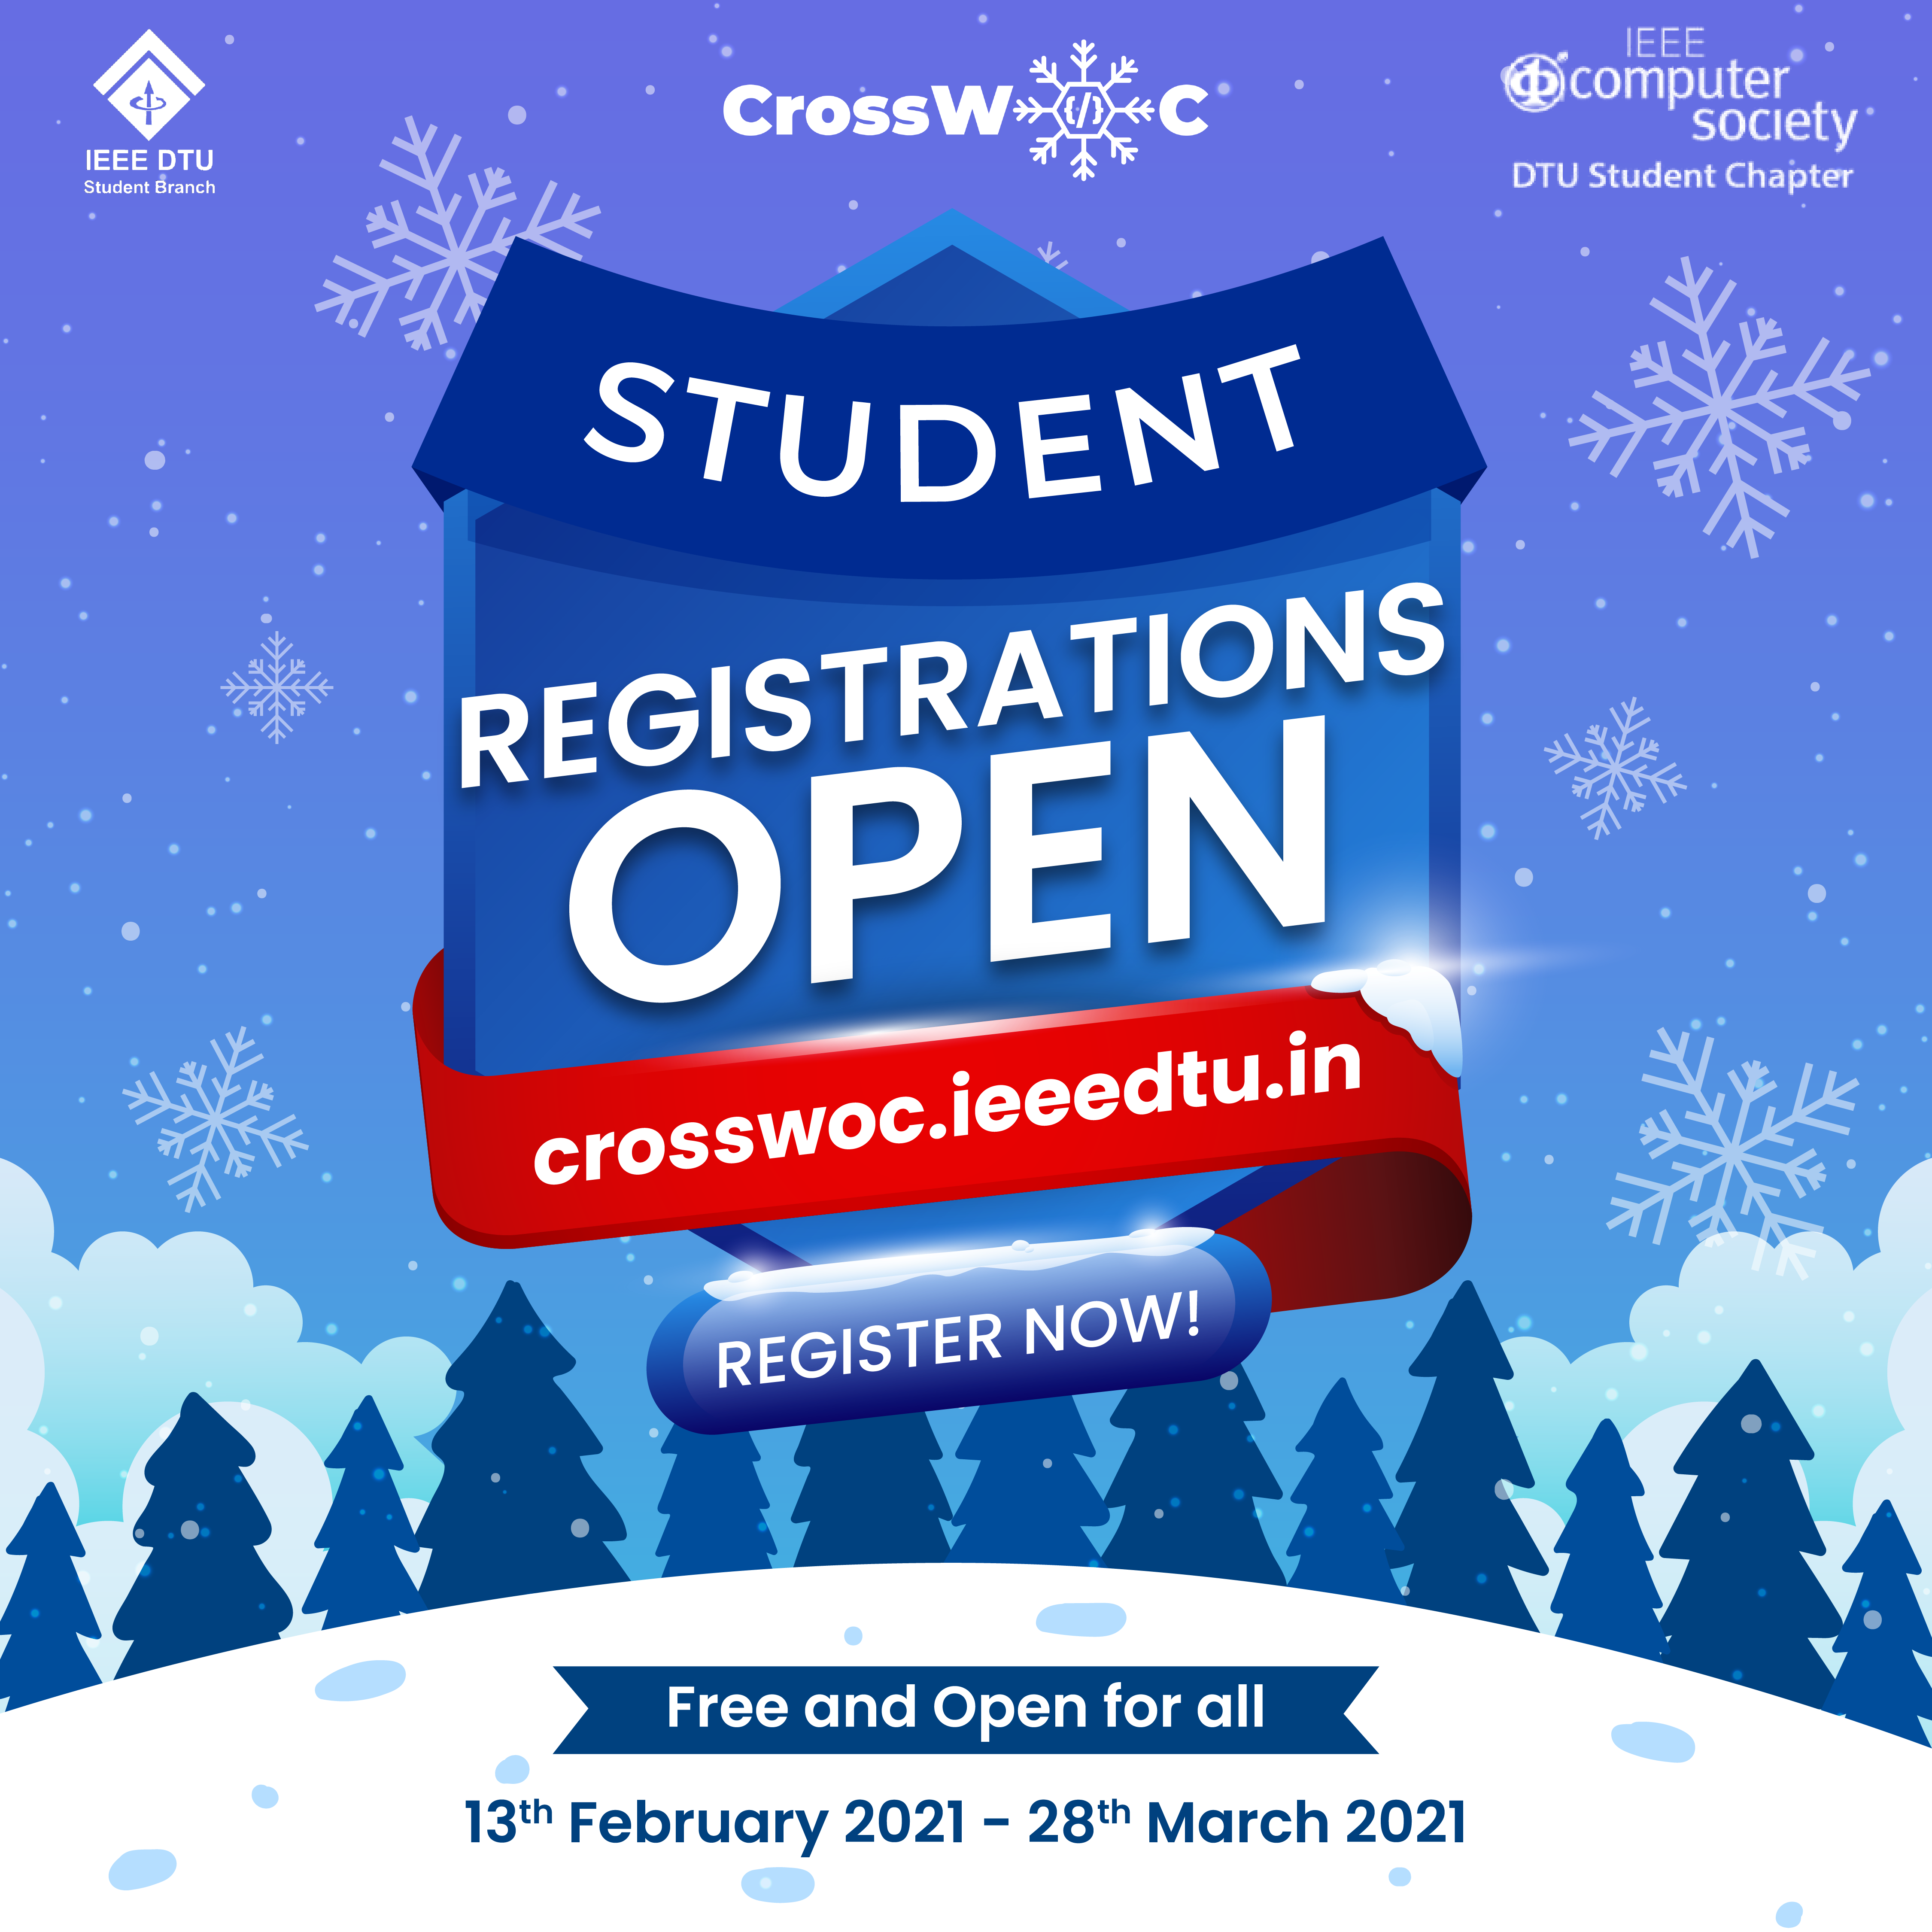 IEEE DTU
Student Branch
CrossW{/}C
IEEE
computer
society
DTU Student Chapter
STUDENT
REGISTRATIONS
OPEN
crosswoc.ieeedtu.in
REGISTER NOW!
Free and Open for all
13th February 2021 - 28th March 2021